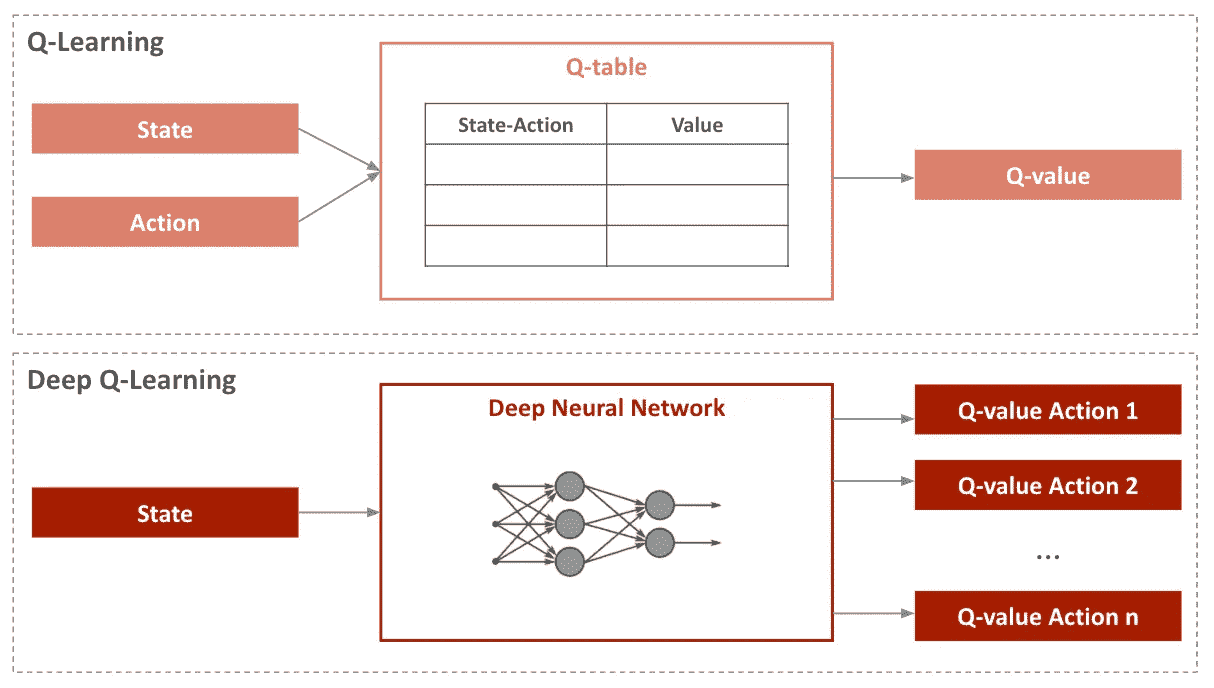 Q-Learning
Q-table
State
Action
State-Action Value
Q-value
Deep Q-Learning
Deep Neural Network
State
Q-value Action 1
Q-value Action 2
...
Q-value Action n